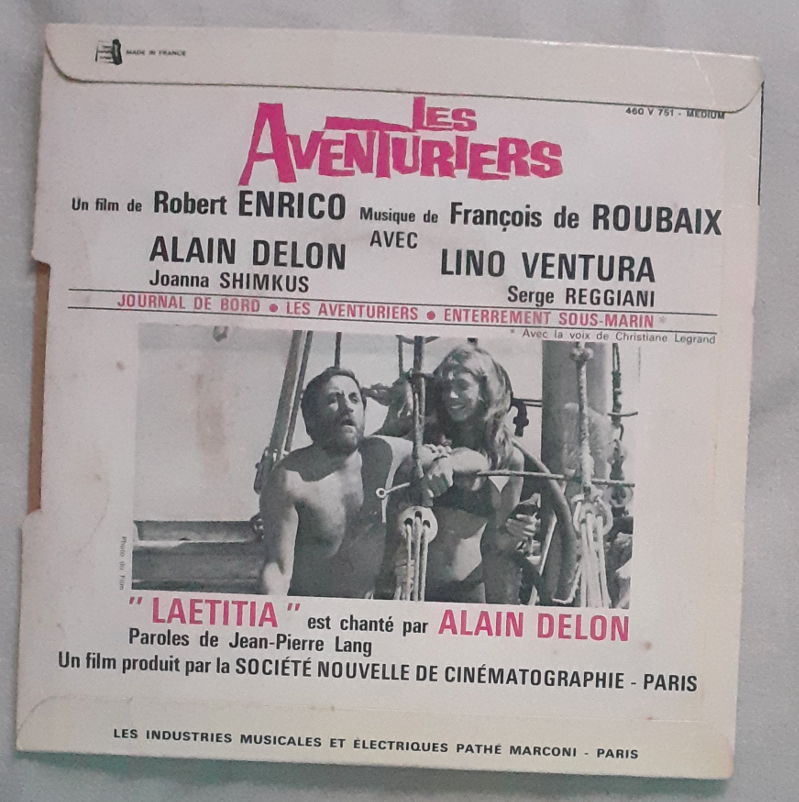 MADE IN FRANCE
460 V 751 - MEDIUM
LES
AVENTURIERS
Un film de Robert ENRICO Musique de François de ROUBAIX
AVEC
ALAIN DELON LINO VENTURA
Joanna SHIMKUS Serge REGGIANI
JOURNAL DE BORD • LES AVENTURIERS • ENTERREMENT SOUS-MARIN *
* Avec la voix de Christiane Legrand
Photo du Film
" LAETITIA " est chanté par ALAIN DELON
Paroles de Jean-Pierre Lang
Un film produit par la SOCIÉTÉ NOUVELLE DE CINÉMATOGRAPHIE - PARIS
LES INDUSTRIES MUSICALES ET ÉLECTRIQUES PATHÉ MARCONI - PARIS